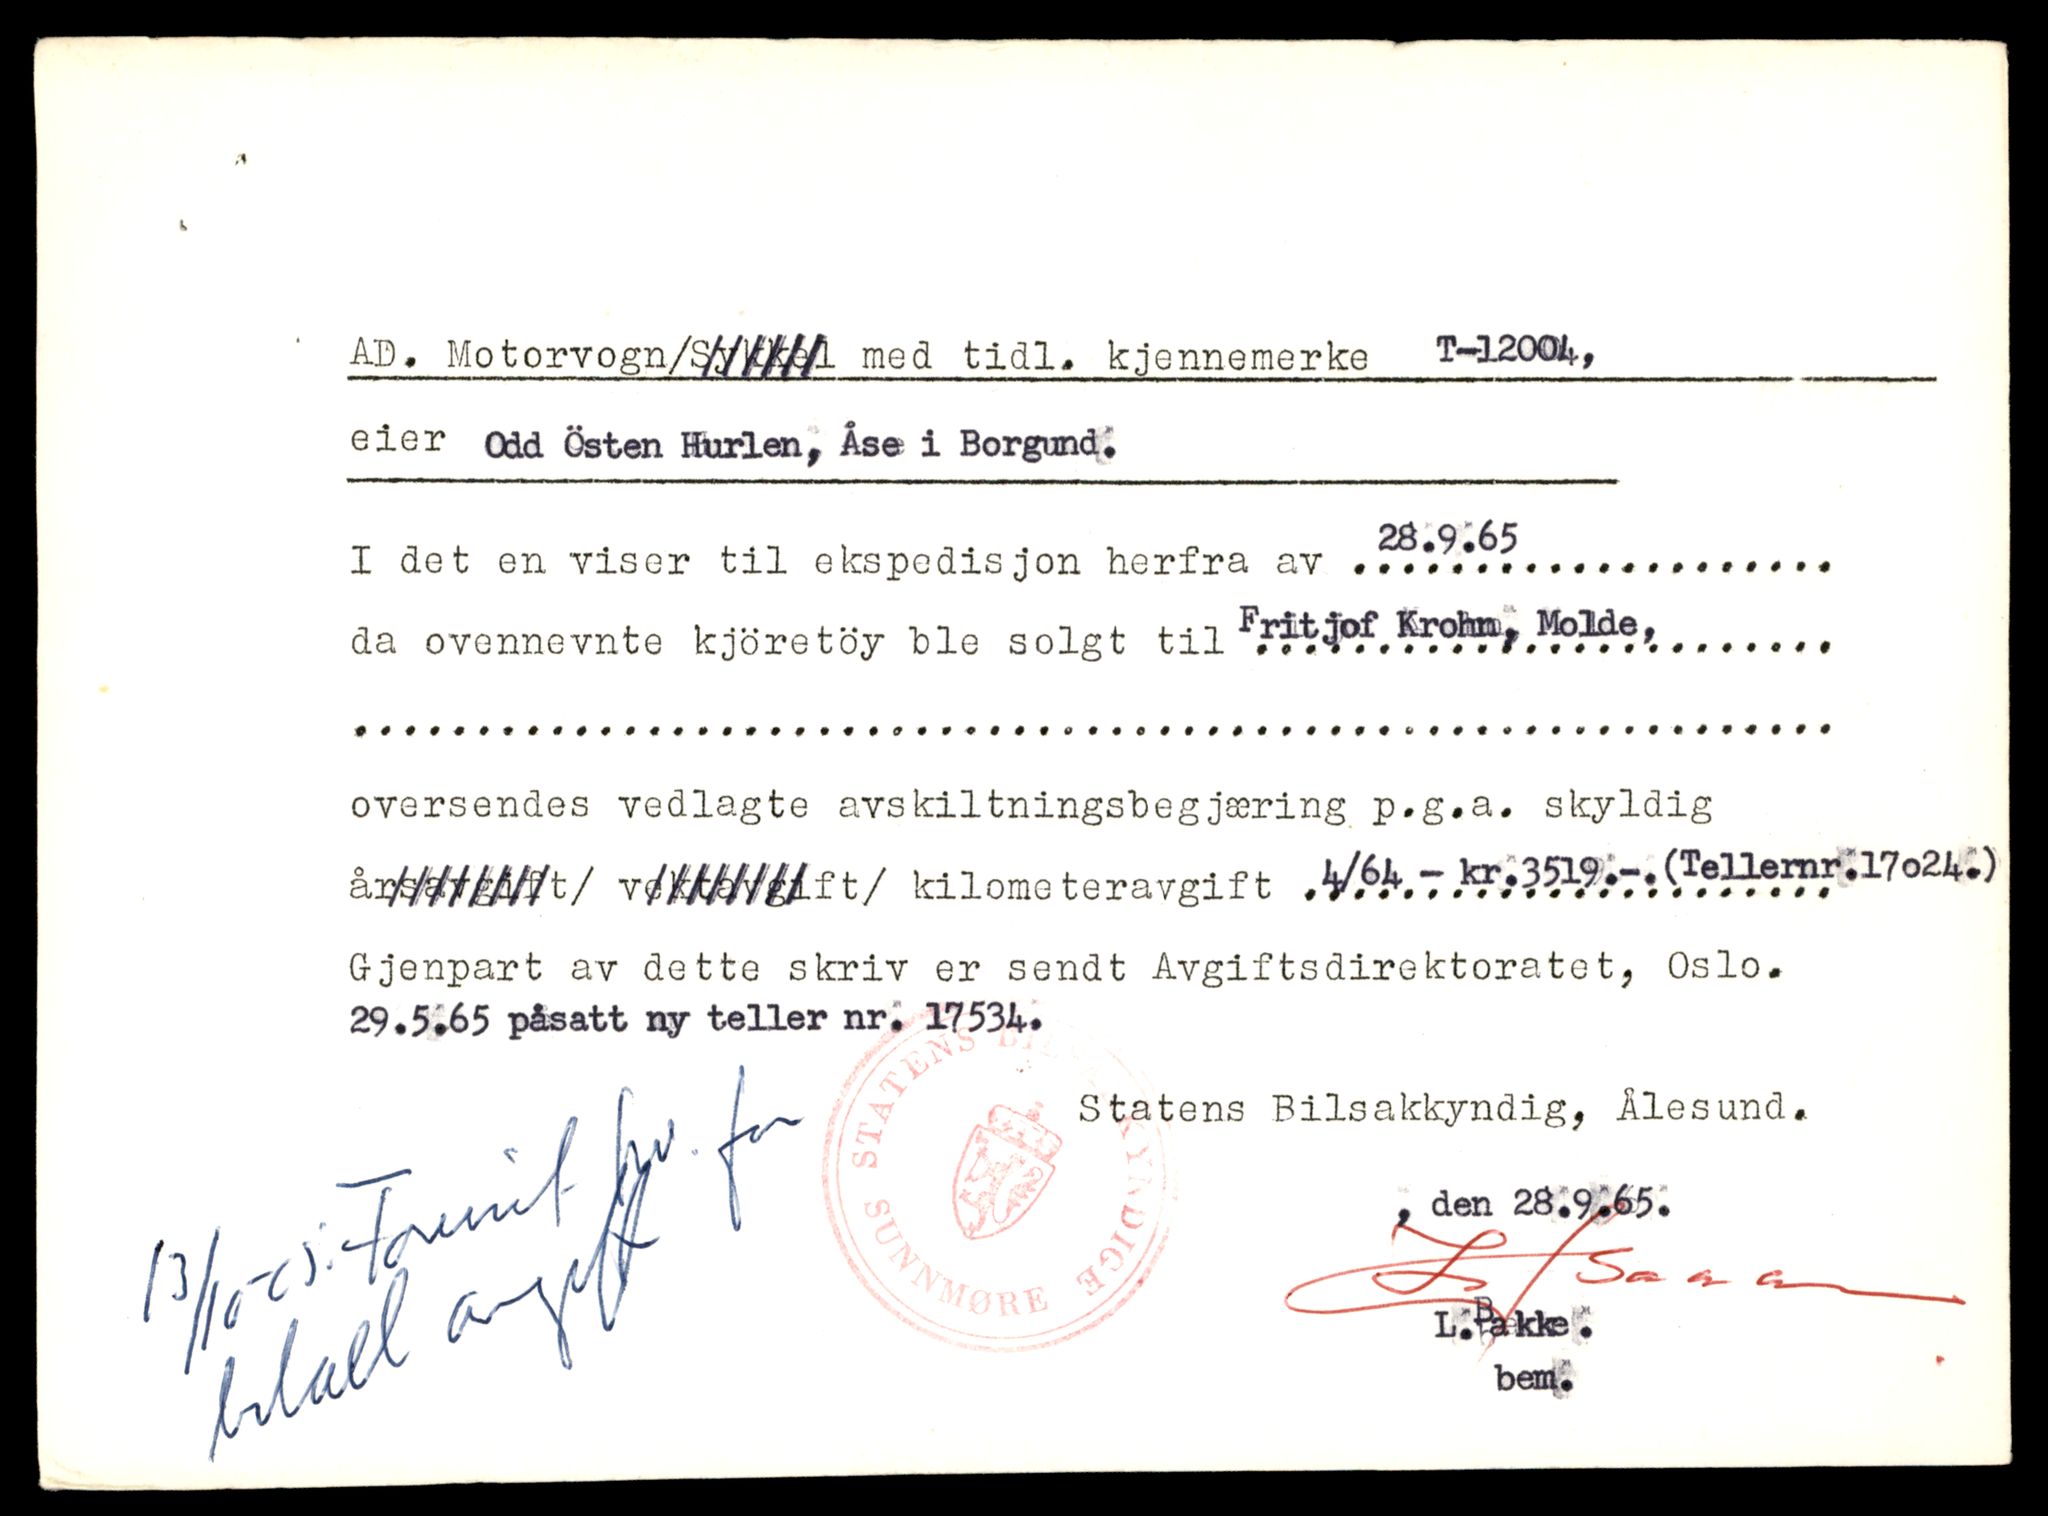 AD. Motorvogn/Sykkel med tidl. kjennemerke T-12004,
eier Odd Östen Hurlen, Åse i Borgund.
I det en viser til ekspedisjon herfra av 28.9.65
da ovennevnte kjöretöy ble solgt til Fritjof Krohn, Molde,
oversendes vedlagte avskiltningsbegjæring p.g.a. skyldig
årsavgift/ vektavgift/ kilometeravgift 4/64 - kr.3519.-.(Tellernr.17o24.)
Gjenpart av dette skriv er sendt Avgiftsdirektoratet, Oslo.
29.5.65 påsatt ny teller nr. 17534.
STATENS BILSAKKYNDIGE SUNNMØRE
Statens Bilsakkyndig, Ålesund.
, den 28.9.65.
L.Bakke.
bem.
13/10-65. for
betalt avgift